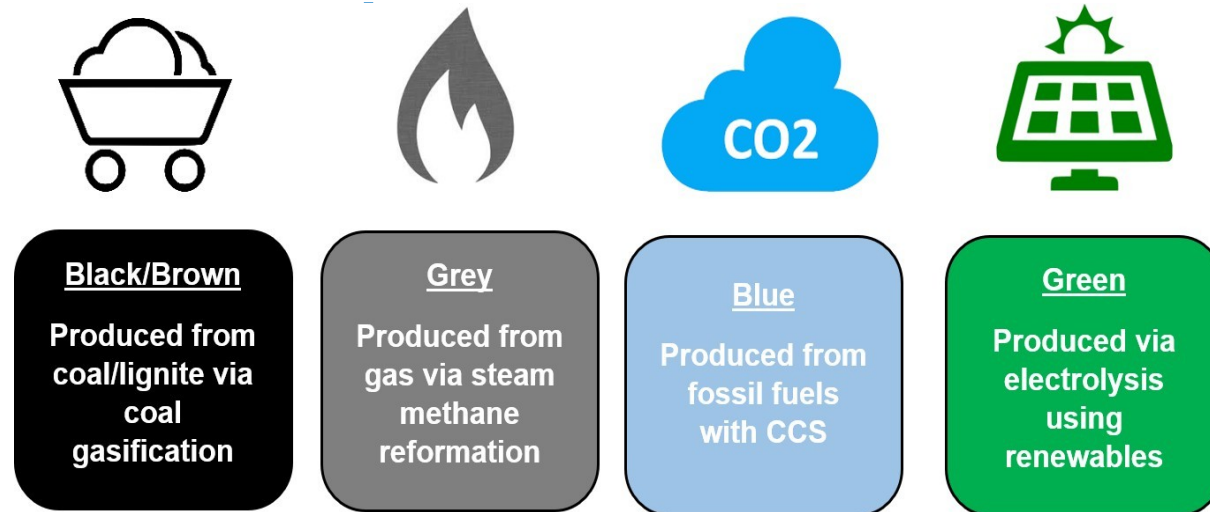 CO2
Black/Brown
Produced from
coal/lignite via
coal
gasification
Grey
Produced from
gas via steam
methane
reformation
Blue
Produced from
fossil fuels
with CCS
Green
Produced via
electrolysis
using
renewables